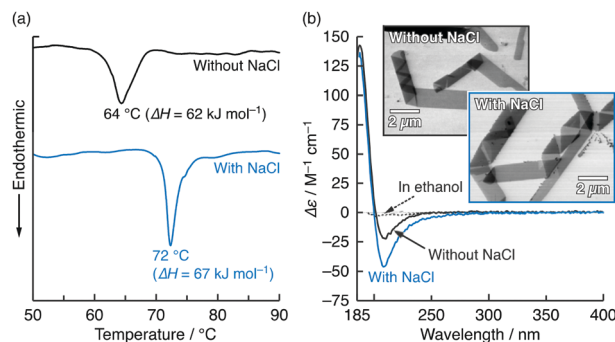 (a)
Without NaCl
64 °C (ΔH = 62 kJ mol⁻¹)
With NaCl
72 °C
(ΔH = 67 kJ mol⁻¹)
Endothermic
50
60
70
80
90
Temperature / °C
(b)
150
125
100
75
50
25
0
−25
−50
−75
Δε / M⁻¹ cm⁻¹
Without NaCl
2 μm
With NaCl
2 μm
In ethanol
Without NaCl
With NaCl
185
250
300
350
400
Wavelength / nm